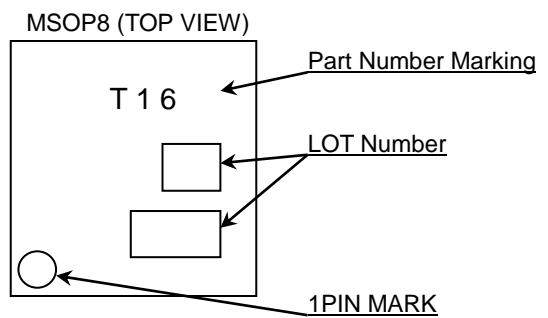 MSOP8 (TOP VIEW)
Part Number Marking
T 1 6
LOT Number
1PIN MARK